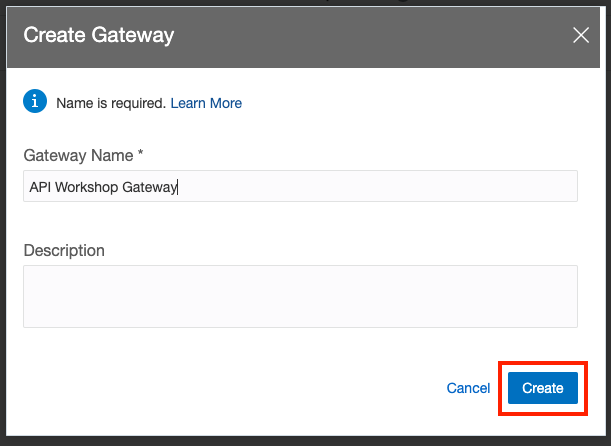 Create Gateway
Name is required. Learn More
Gateway Name *
API Workshop Gateway
Description
Cancel Create